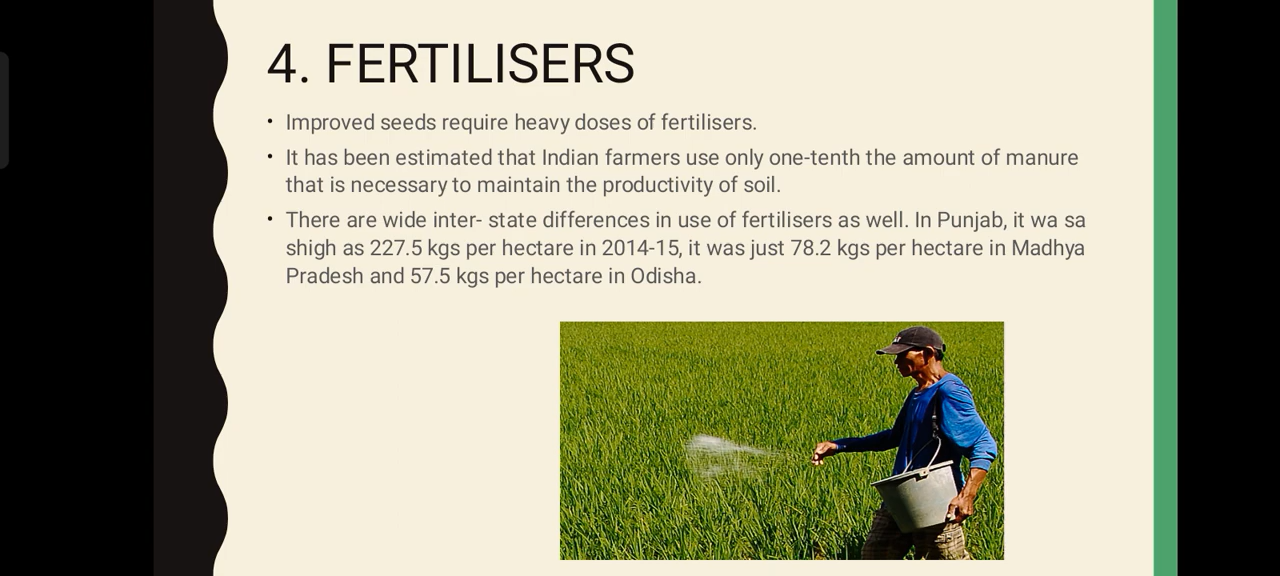 4. FERTILISERS
• Improved seeds require heavy doses of fertilisers.
• It has been estimated that Indian farmers use only one-tenth the amount of manure
that is necessary to maintain the productivity of soil.
• There are wide inter- state differences in use of fertilisers as well. In Punjab, it wa sa
shigh as 227.5 kgs per hectare in 2014-15, it was just 78.2 kgs per hectare in Madhya
Pradesh and 57.5 kgs per hectare in Odisha.